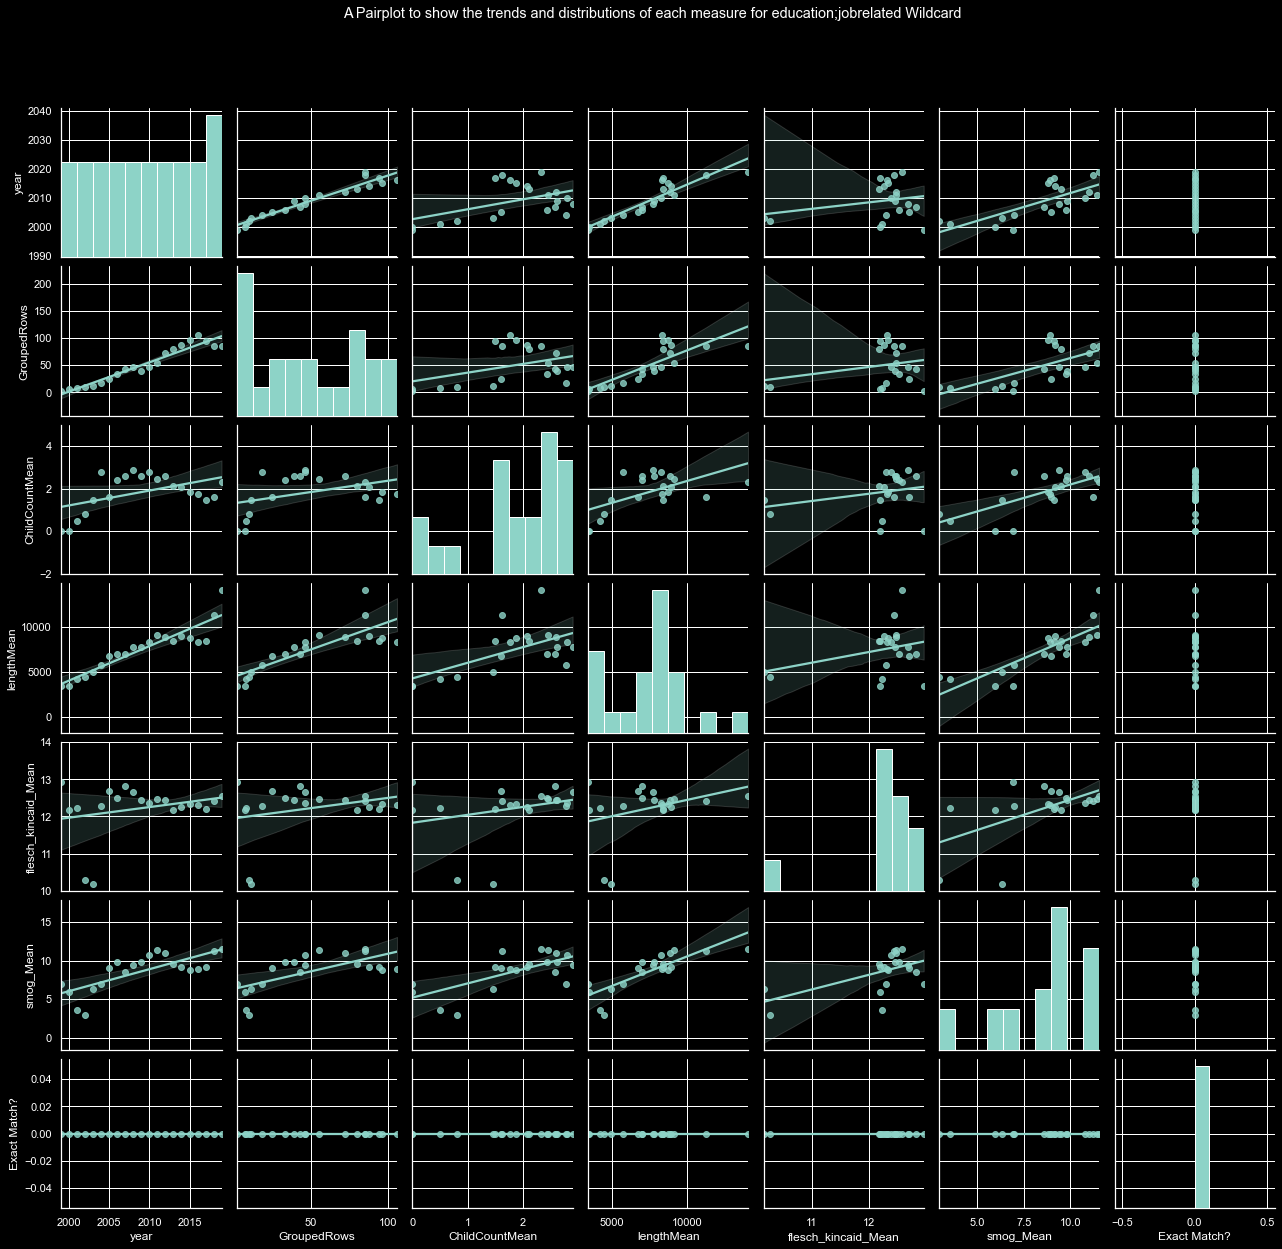 A Pairplot to show the trends and distributions of each measure for education;jobrelated Wildcard
2040
2030
2020
2010
2000
1990
year
200
150
100
50
0
GroupedRows
4
2
0
−2
ChildCountMean
10000
5000
0
lengthMean
14
13
12
11
10
flesch_kincaid_Mean
15
10
5
0
smog_Mean
0.04
0.02
0.00
−0.02
−0.04
Exact Match?
2000 2005 2010 2015
50 100
0 1 2
5000 10000
11 12
5.0 7.5 10.0
−0.5 0.0 0.5
year GroupedRows ChildCountMean lengthMean flesch_kincaid_Mean smog_Mean Exact Match?